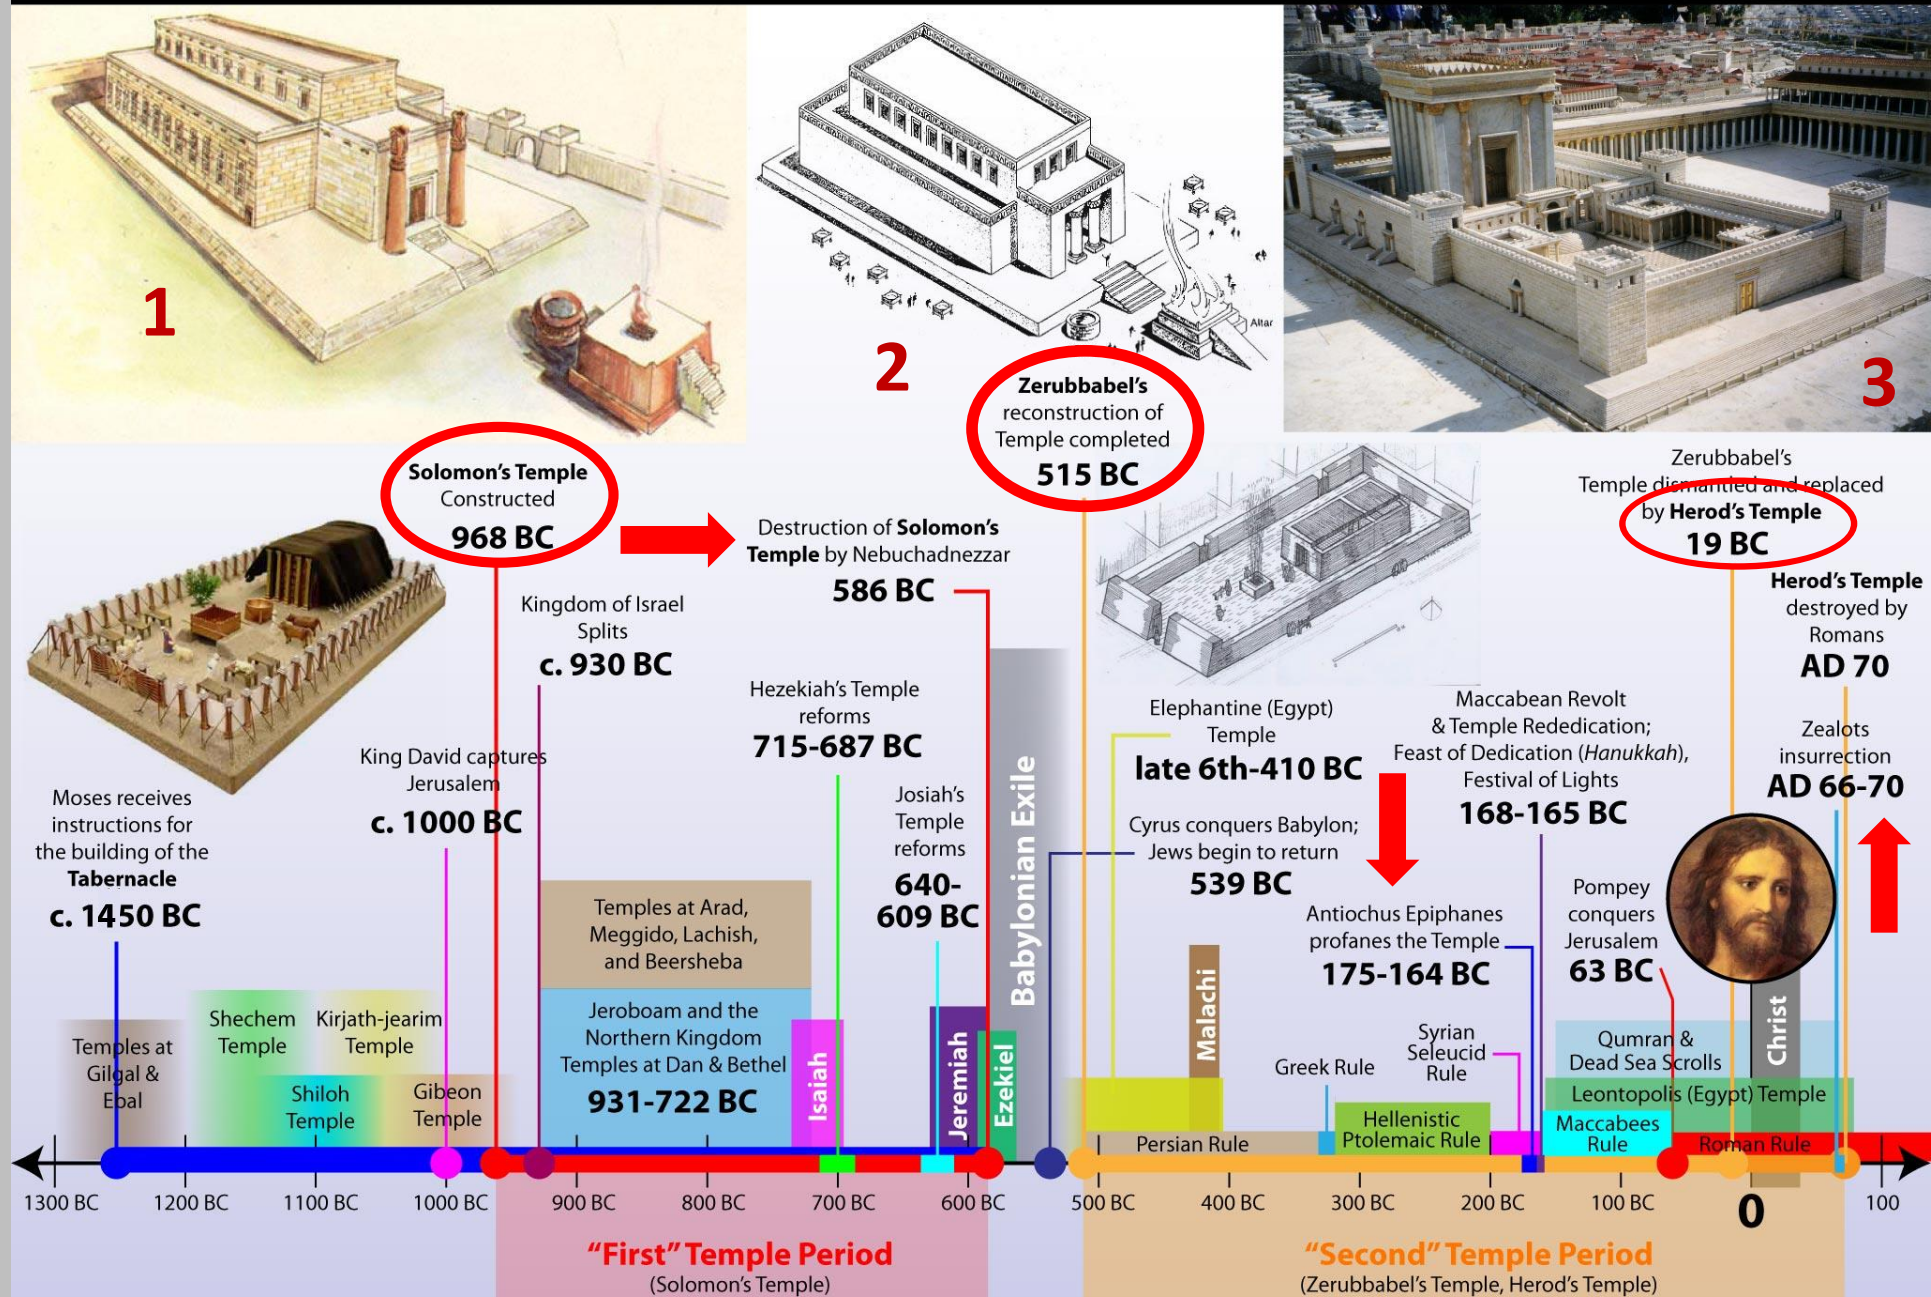 1
2
Altar
3
Zerubbabel's
reconstruction of
Temple completed
515 BC
Solomon's Temple
Constructed
968 BC
Destruction of Solomon's
Temple by Nebuchadnezzar
586 BC
Zerubbabel's
Temple dismantled and replaced
by Herod's Temple
19 BC
Herod's Temple
destroyed by
Romans
AD 70
Kingdom of Israel
Splits
c. 930 BC
Hezekiah's Temple
reforms
715-687 BC
Elephantine (Egypt)
Temple
late 6th-410 BC
Maccabean Revolt
& Temple Rededication;
Feast of Dedication (Hanukkah),
Festival of Lights
168-165 BC
Zealots
insurrection
AD 66-70
King David captures
Jerusalem
c. 1000 BC
Moses receives
instructions for
the building of the
Tabernacle
c. 1450 BC
Josiah's
Temple
reforms
640-
609 BC
Babylonian Exile
Cyrus conquers Babylon;
Jews begin to return
539 BC
Antiochus Epiphanes
profanes the Temple
175-164 BC
Pompey
conquers
Jerusalem
63 BC
Temples at Arad,
Meggido, Lachish,
and Beersheba
Jeroboam and the
Northern Kingdom
Temples at Dan & Bethel
931-722 BC
Temples at
Gilgal &
Ebal
Shechem
Temple
Kirjath-jearim
Temple
Shiloh
Temple
Gibeon
Temple
Isaiah
Jeremiah
Ezekiel
Malachi
Greek Rule
Syrian
Seleucid
Rule
Qumran &
Dead Sea Scrolls
Christ
Leontopolis (Egypt) Temple
Persian Rule
Hellenistic
Ptolemaic Rule
Maccabees
Rule
Roman Rule
1300 BC
1200 BC
1100 BC
1000 BC
900 BC
800 BC
700 BC
600 BC
500 BC
400 BC
300 BC
200 BC
100 BC
0
100
"First" Temple Period
(Solomon's Temple)
"Second" Temple Period
(Zerubbabel's Temple, Herod's Temple)